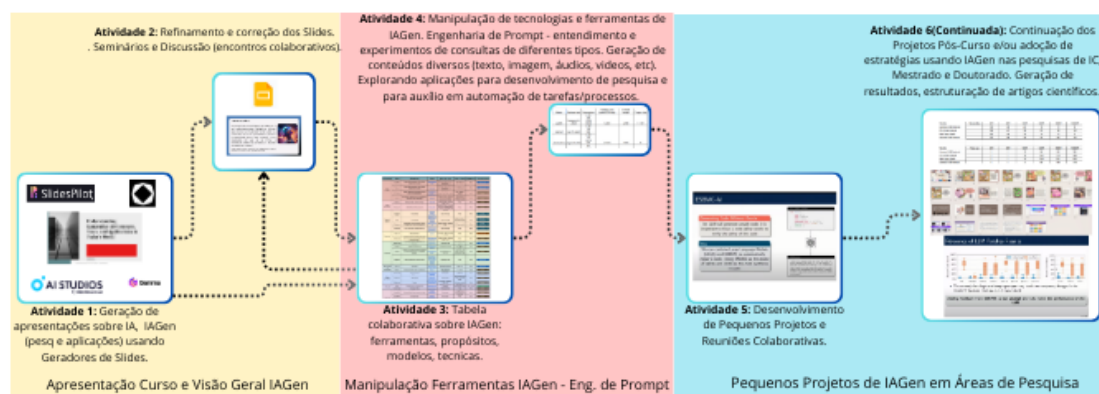 Atividade 2: Refinamento e correção dos Slides.
. Seminários e Discussão (encontros colaborativos).
SlidesPilot
AI STUDIOS
Gamma
Atividade 1: Geração de
apresentações sobre IA, IAGen
(pesq e aplicações) usando
Geradores de Slides.
Apresentação Curso e Visão Geral IAGen
Atividade 4: Manipulação de tecnologias e ferramentas de
IAGen. Engenharia de Prompt - entendimento e
experimentos de consultas de diferentes tipos. Geração de
conteúdos diversos (texto, imagem, áudios, videos, etc).
Explorando aplicações para desenvolvimento de pesquisa e
para auxílio em automação de tarefas/processos.
Atividade 3: Tabela
colaborativa sobre IAGen:
ferramentas, propósitos,
modelos, tecnicas.
Manipulação Ferramentas IAGen - Eng. de Prompt
Atividade 6(Continuada): Continuação dos
Projetos Pós-Curso e/ou adoção de
estratégias usando IAGen nas pesquisas de IC,
Mestrado e Doutorado. Geração de
resultados, estruturação de artigos científicos.
Atividade 5: Desenvolvimento
de Pequenos Projetos e
Reuniões Colaborativas.
Pequenos Projetos de IAGen em Áreas de Pesquisa